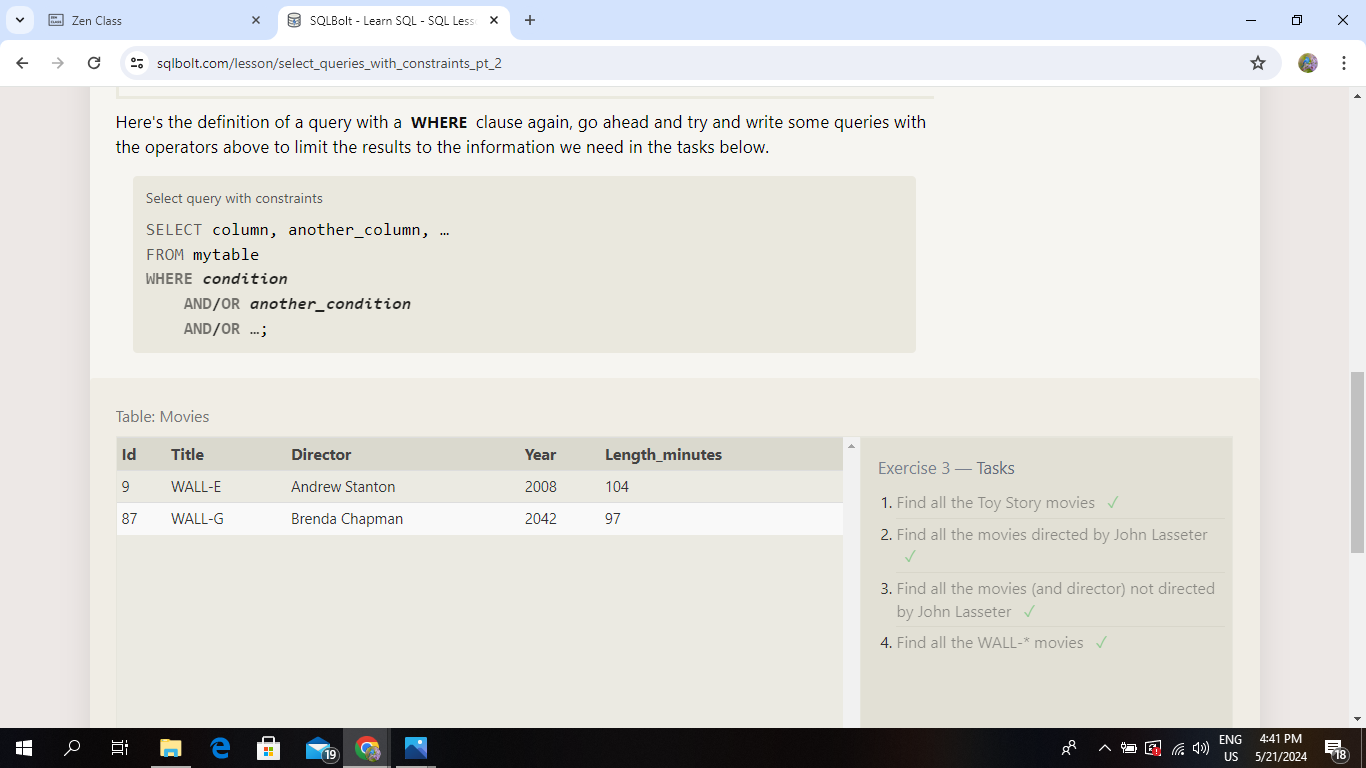 Zen Class
SQLBolt - Learn SQL - SQL Less
sqlbolt.com/lesson/select_queries_with_constraints_pt_2
Here's the definition of a query with a WHERE clause again, go ahead and try and write some queries with
the operators above to limit the results to the information we need in the tasks below.
Select query with constraints
SELECT column, another_column, …
FROM mytable
WHERE condition
AND/OR another_condition
AND/OR …;
Table: Movies
Id Title Director Year Length_minutes
9 WALL-E Andrew Stanton 2008 104
87 WALL-G Brenda Chapman 2042 97
Exercise 3 — Tasks
1. Find all the Toy Story movies ✓
2. Find all the movies directed by John Lasseter
✓
3. Find all the movies (and director) not directed
by John Lasseter ✓
4. Find all the WALL-* movies ✓
19
ENG
US
4:41 PM
5/21/2024
18